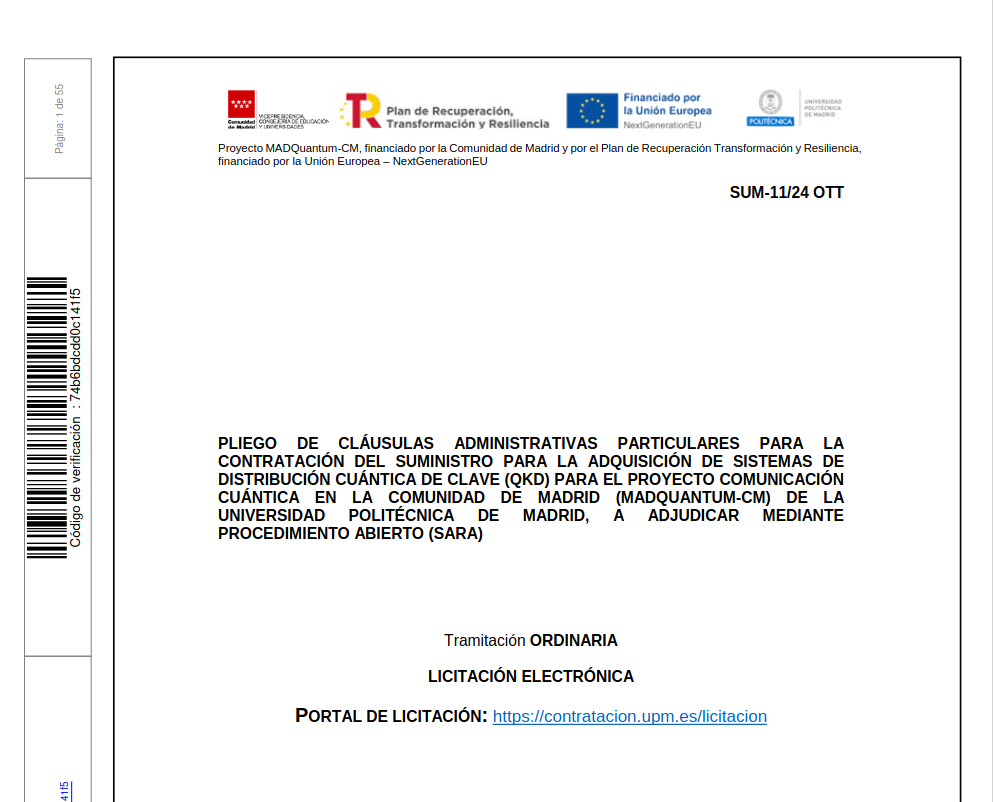 Página: 1 de 55
Código de verificación : 74b6bdcdd0c141f5
41f5
Comunidad
de Madrid
VICEPRESIDENCIA,
CONSEJERÍA DE EDUCACIÓN
Y UNIVERSIDADES
Plan de Recuperación,
Transformación y Resiliencia
Financiado por
la Unión Europea
NextGenerationEU
POLITÉCNICA
UNIVERSIDAD
POLITÉCNICA
DE MADRID
Proyecto MADQuantum-CM, financiado por la Comunidad de Madrid y por el Plan de Recuperación Transformación y Resiliencia,
financiado por la Unión Europea – NextGenerationEU
SUM-11/24 OTT
PLIEGO DE CLÁUSULAS ADMINISTRATIVAS PARTICULARES PARA LA
CONTRATACIÓN DEL SUMINISTRO PARA LA ADQUISICIÓN DE SISTEMAS DE
DISTRIBUCIÓN CUÁNTICA DE CLAVE (QKD) PARA EL PROYECTO COMUNICACIÓN
CUÁNTICA EN LA COMUNIDAD DE MADRID (MADQUANTUM-CM) DE LA
UNIVERSIDAD POLITÉCNICA DE MADRID, A ADJUDICAR MEDIANTE
PROCEDIMIENTO ABIERTO (SARA)
Tramitación ORDINARIA
LICITACIÓN ELECTRÓNICA
PORTAL DE LICITACIÓN: https://contratacion.upm.es/licitacion